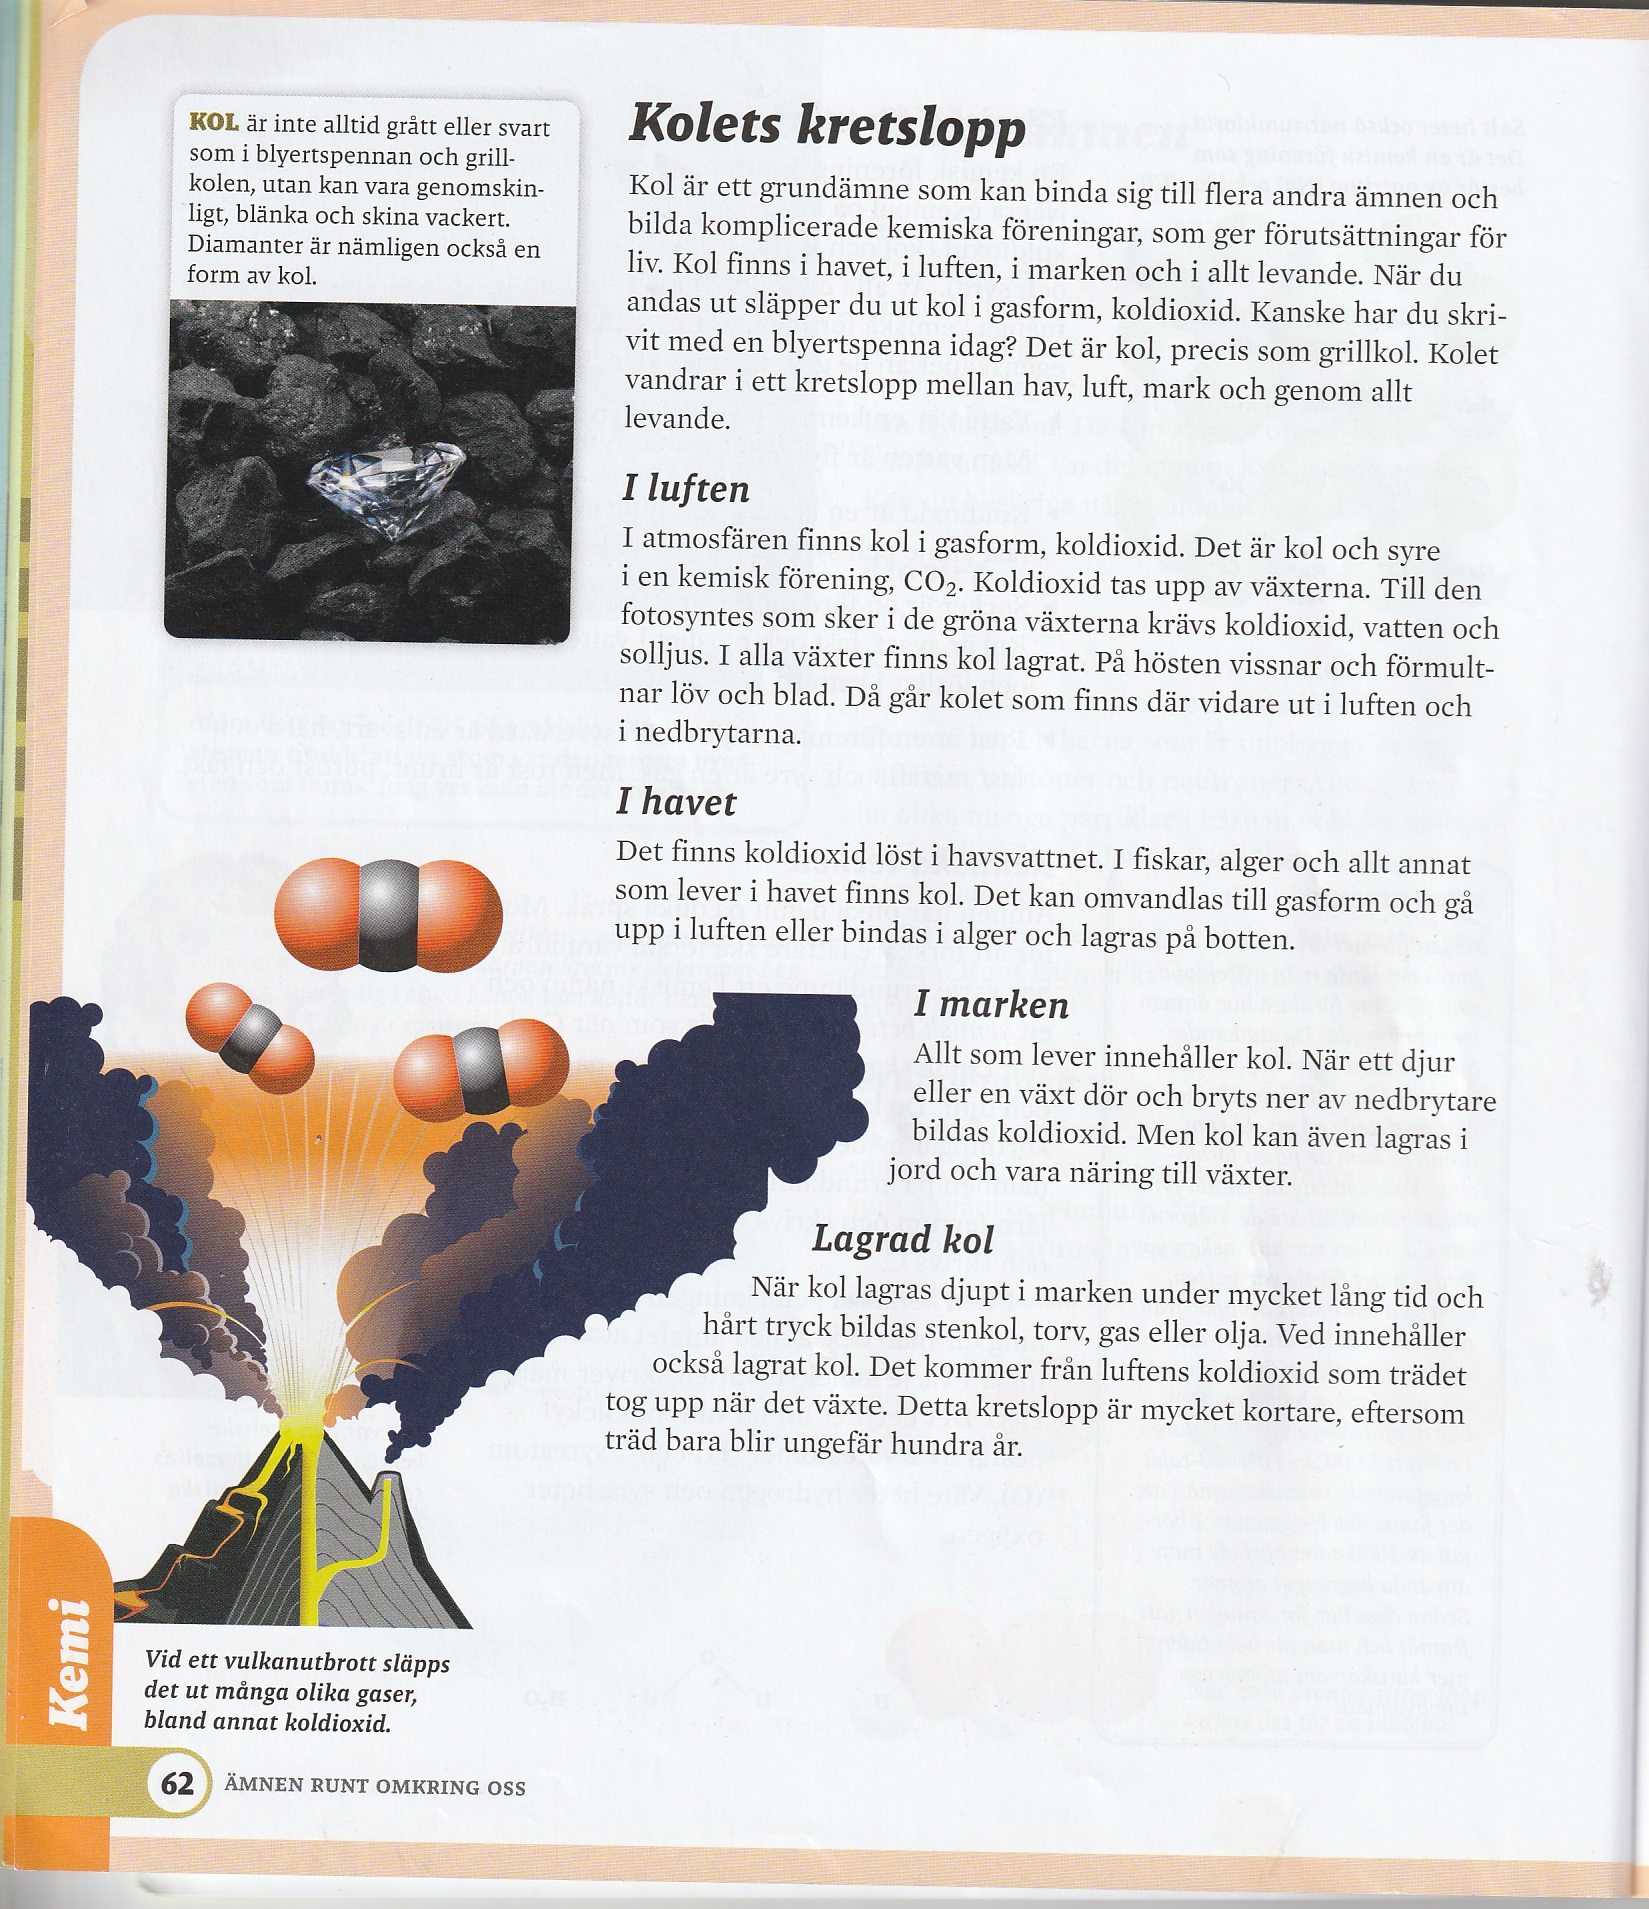 KOL är inte alltid grått eller svart
som i blyertspennan och grill-
kolen, utan kan vara genomskin-
ligt, blänka och skina vackert.
Diamanter är nämligen också en
form av kol.
Kolets kretslopp
Kol är ett grundämne som kan binda sig till flera andra ämnen och
bilda komplicerade kemiska föreningar, som ger förutsättningar för
liv. Kol finns i havet, i luften, i marken och i allt levande. När du
andas ut släpper du ut kol i gasform, koldioxid. Kanske har du skri-
vit med en blyertspenna idag? Det är kol, precis som grillkol. Kolet
vandrar i ett kretslopp mellan hav, luft, mark och genom allt
levande.
I luften
I atmosfären finns kol i gasform, koldioxid. Det är kol och syre
i en kemisk förening, CO₂. Koldioxid tas upp av växterna. Till den
fotosyntes som sker i de gröna växterna krävs koldioxid, vatten och
solljus. I alla växter finns kol lagrat. På hösten vissnar och förmult-
nar löv och blad. Då går kolet som finns där vidare ut i luften och
i nedbrytarna.
I havet
Det finns koldioxid löst i havsvattnet. I fiskar, alger och allt annat
som lever i havet finns kol. Det kan omvandlas till gasform och gå
upp i luften eller bindas i alger och lagras på botten.
I marken
Allt som lever innehåller kol. När ett djur
eller en växt dör och bryts ner av nedbrytare
bildas koldioxid. Men kol kan även lagras i
jord och vara näring till växter.
Lagrad kol
När kol lagras djupt i marken under mycket lång tid och
hårt tryck bildas stenkol, torv, gas eller olja. Ved innehåller
också lagrat kol. Det kommer från luftens koldioxid som trädet
tog upp när det växte. Detta kretslopp är mycket kortare, eftersom
träd bara blir ungefär hundra år.
Kemi
Vid ett vulkanutbrott släpps
det ut många olika gaser,
bland annat koldioxid.
62 ÄMNEN RUNT OMKRING OSS